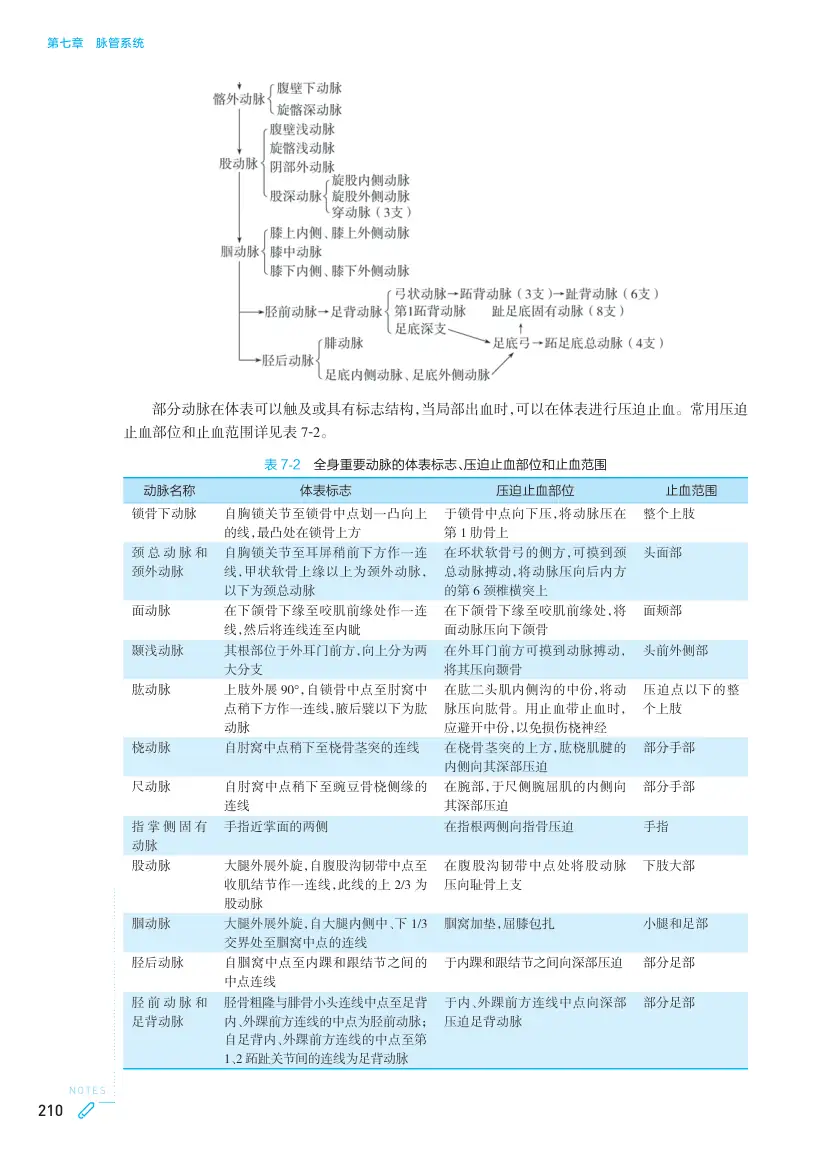 第七章 脉管系统
髂外动脉
腹壁下动脉
旋髂深动脉
股动脉
腹壁浅动脉
旋髂浅动脉
阴部外动脉
股深动脉
旋股内侧动脉
旋股外侧动脉
穿动脉（3支）
腘动脉
膝上内侧、膝上外侧动脉
膝中动脉
膝下内侧、膝下外侧动脉
胫前动脉→足背动脉
弓状动脉→跖背动脉（3支）→趾背动脉（6支）
第1跖背动脉 趾足底固有动脉（8支）
足底深支
足底弓→跖足底总动脉（4支）
胫后动脉
腓动脉
足底内侧动脉、足底外侧动脉
部分动脉在体表可以触及或具有标志结构，当局部出血时，可以在体表进行压迫止血。常用压迫
止血部位和止血范围详见表 7-2。
表 7-2 全身重要动脉的体表标志、压迫止血部位和止血范围
动脉名称 体表标志 压迫止血部位 止血范围
锁骨下动脉 自胸锁关节至锁骨中点划一凸向上 于锁骨中点向下压，将动脉压在 整个上肢
的线，最凸处在锁骨上方 第 1 肋骨上
颈总动脉和 自胸锁关节至耳屏稍前下方作一连 在环状软骨弓的侧方，可摸到颈 头面部
颈外动脉 线，甲状软骨上缘以上为颈外动脉， 总动脉搏动，将动脉压向后内方
以下为颈总动脉 的第 6 颈椎横突上
面动脉 在下颌骨下缘至咬肌前缘处作一连 在下颌骨下缘至咬肌前缘处，将 面颊部
线，然后将连线连至内眦 面动脉压向下颌骨
颞浅动脉 其根部位于外耳门前方，向上分为两 在外耳门前方可摸到动脉搏动， 头前外侧部
大分支 将其压向颞骨
肱动脉 上肢外展 90°，自锁骨中点至肘窝中 在肱二头肌内侧沟的中份，将动 压迫点以下的整
点稍下方作一连线，腋后襞以下为肱 脉压向肱骨。用止血带止血时， 个上肢
动脉 应避开中份，以免损伤桡神经
桡动脉 自肘窝中点稍下至桡骨茎突的连线 在桡骨茎突的上方，肱桡肌腱的 部分手部
内侧向其深部压迫
尺动脉 自肘窝中点稍下至豌豆骨桡侧缘的 在腕部，于尺侧腕屈肌的内侧向 部分手部
连线 其深部压迫
指掌侧固有 手指近掌面的两侧 在指根两侧向指骨压迫 手指
动脉
股动脉 大腿外展外旋，自腹股沟韧带中点至 在腹股沟韧带中点处将股动脉 下肢大部
收肌结节作一连线，此线的上 2/3 为 压向耻骨上支
股动脉
腘动脉 大腿外展外旋，自大腿内侧中、下 1/3 腘窝加垫，屈膝包扎 小腿和足部
交界处至腘窝中点的连线
胫后动脉 自腘窝中点至内踝和跟结节之间的 于内踝和跟结节之间向深部压迫 部分足部
中点连线
胫前动脉和 胫骨粗隆与腓骨小头连线中点至足背 于内、外踝前方连线中点向深部 部分足部
足背动脉 内、外踝前方连线的中点为胫前动脉； 压迫足背动脉
自足背内、外踝前方连线的中点至第
1、2 跖趾关节间的连线为足背动脉
NOTES
210